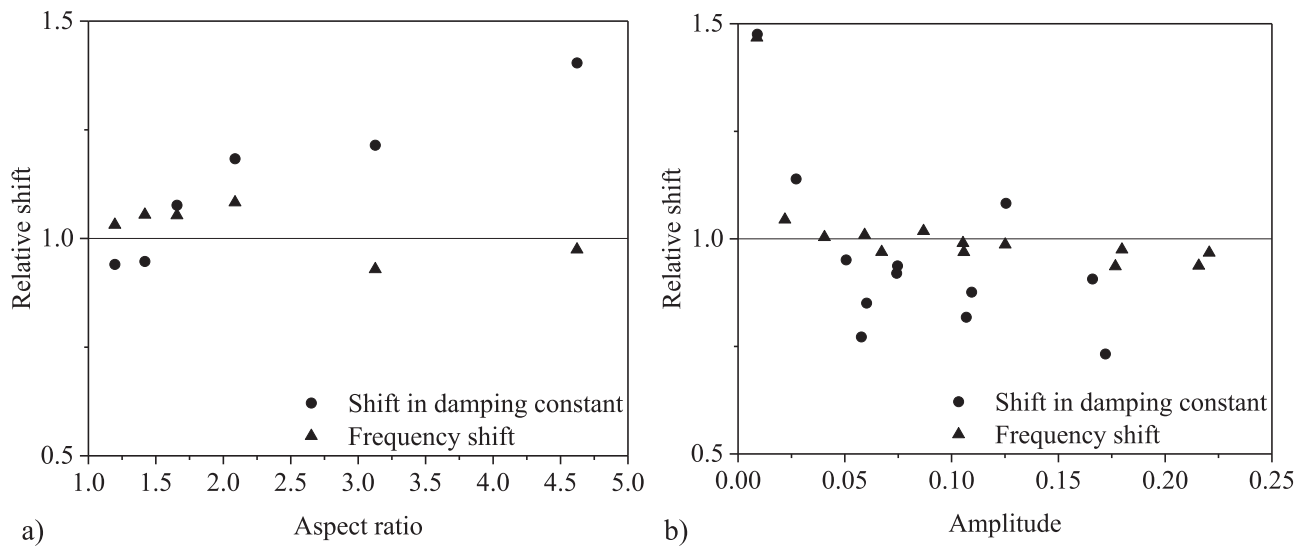 1.5
1.0
0.5
Relative shift
Shift in damping constant
Frequency shift
1.0 1.5 2.0 2.5 3.0 3.5 4.0 4.5 5.0
Aspect ratio
a)
1.5
1.0
0.5
Relative shift
Shift in damping constant
Frequency shift
0.00 0.05 0.10 0.15 0.20 0.25
Amplitude
b)